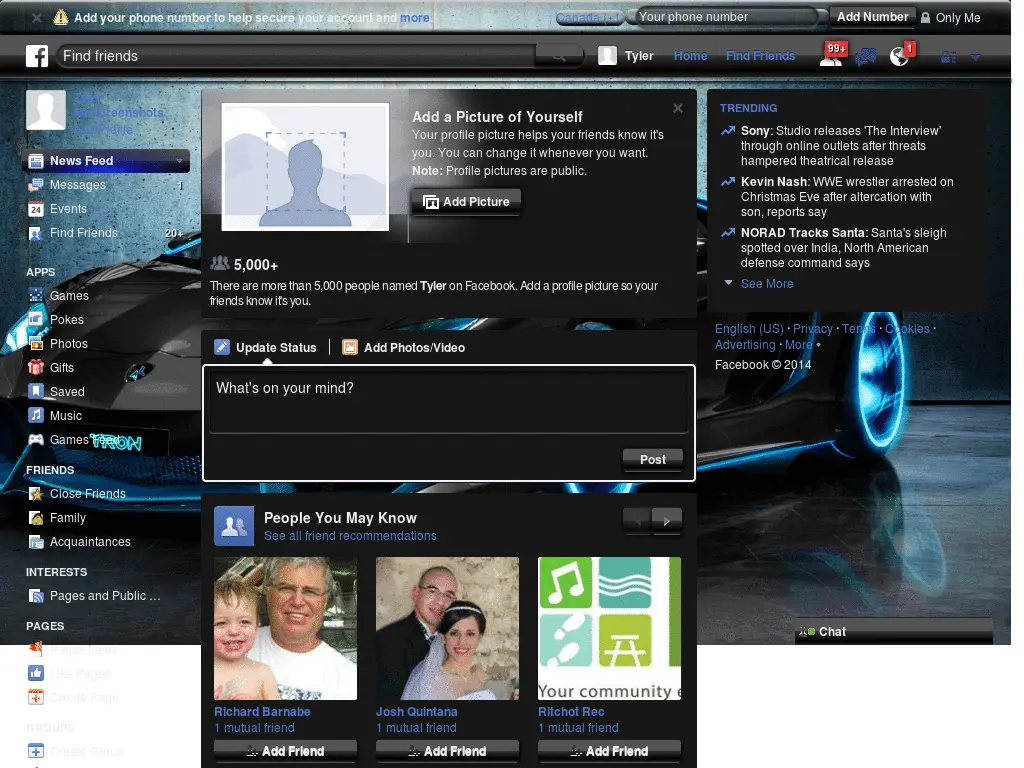 Add your phone number to help secure your account and more.
Canada (+1)
Your phone number
Add Number
Only Me
Find friends
Tyler
Home
Find Friends
99+
1
News Feed
Messages
1
Events
24
Find Friends
20+
APPS
Games
Pokes
Photos
Gifts
Saved
Music
Games Feed
TRON
FRIENDS
Close Friends
Family
Acquaintances
INTERESTS
Pages and Public ...
PAGES
Pages Feed
Like Pages
Create Page
GROUPS
Create Group
Add a Picture of Yourself
Your profile picture helps your friends know it's
you. You can change it whenever you want.
Note: Profile pictures are public.
Add Picture
5,000+
There are more than 5,000 people named Tyler on Facebook. Add a profile picture so your
friends know it's you.
Update Status
Add Photos/Video
What's on your mind?
Post
People You May Know
See all friend recommendations
Your community
Richard Barnabe
1 mutual friend
Add Friend
Josh Quintana
1 mutual friend
Add Friend
Ritchot Rec
1 mutual friend
Add Friend
TRENDING
Sony: Studio releases 'The Interview'
through online outlets after threats
hampered theatrical release
Kevin Nash: WWE wrestler arrested on
Christmas Eve after altercation with
son, reports say
NORAD Tracks Santa: Santa's sleigh
spotted over India, North American
defense command says
See More
English (US) · Privacy · Terms · Cookies ·
Advertising · More
Facebook © 2014
Chat